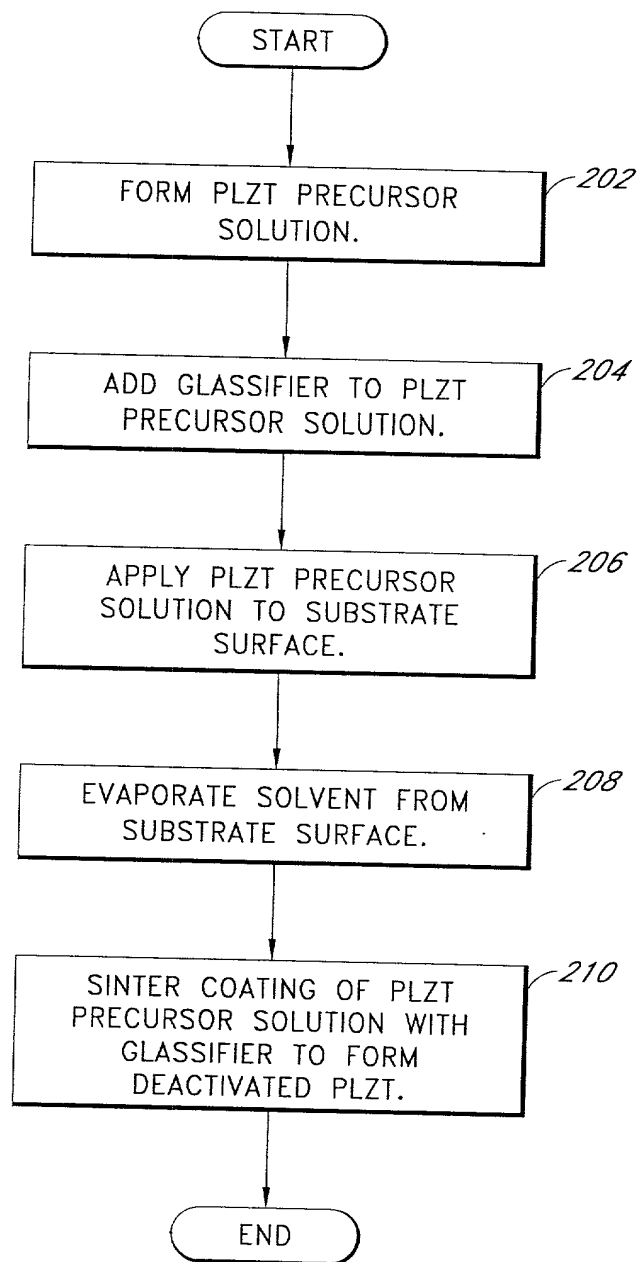 START
FORM PLZT PRECURSOR
SOLUTION.
202
ADD GLASSIFIER TO PLZT
PRECURSOR SOLUTION.
204
APPLY PLZT PRECURSOR
SOLUTION TO SUBSTRATE
SURFACE.
206
EVAPORATE SOLVENT FROM
SUBSTRATE SURFACE.
208
SINTER COATING OF PLZT
PRECURSOR SOLUTION WITH
GLASSIFIER TO FORM
DEACTIVATED PLZT.
210
END